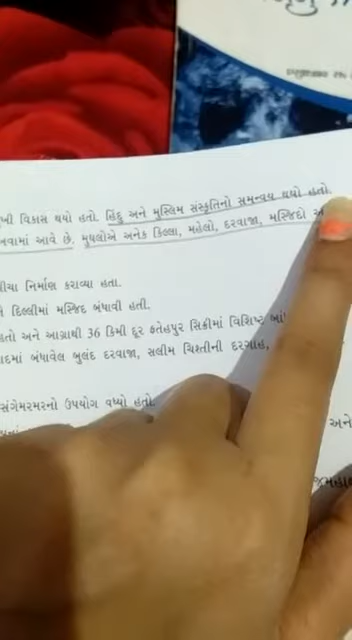 વિકાસ થયો હતો. હિંદુ અને મુસ્લિમ સંસ્કૃતિનો સમન્વય થયો હતો.
આવે છે. મુઘલોએ અનેક કિલ્લા, મહેલો, દરવાજા, મસ્જિદો
નિર્માણ કરાવ્યા હતા.
દિલ્લીમાં મસ્જિદ બંધાવી હતી.
હતો અને આગ્રાથી 36 કિમી દૂર ફતેહપુર સિક્રીમાં વિશિષ્ટ
બંધાવેલ બુલંદ દરવાજા, સલીમ ચિશ્તીની દરગાહ,
સંગેમરમરનો ઉપયોગ વધ્યો હતો.
અને